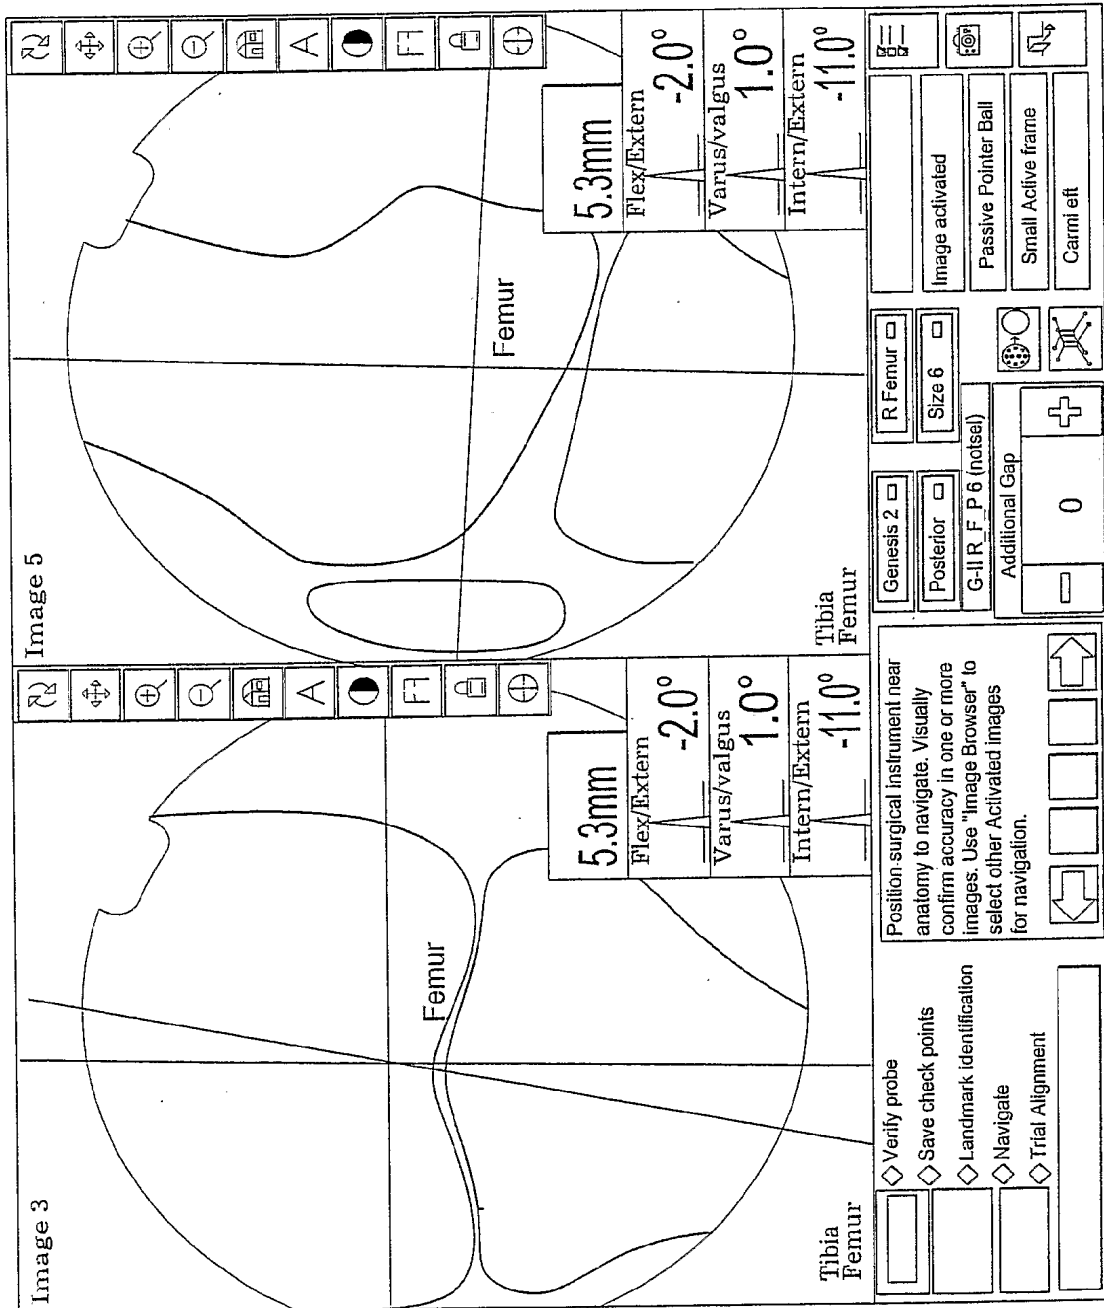 Image 3
Femur
Tibia
Femur
A
5.3mm
Flex/Extern
-2.0°
Varus/valgus
1.0°
Intern/Extern
-11.0°
Image 5
Femur
Tibia
Femur
A
5.3mm
Flex/Extern
-2.0°
Varus/valgus
1.0°
Intern/Extern
-11.0°
Verify probe
Save check points
Landmark identification
Navigate
Trial Alignment
Position surgical instrument near
anatomy to navigate. Visually
confirm accuracy in one or more
images. Use "Image Browser" to
select other Activated images
for navigation.
Genesis 2
R Femur
Posterior
Size 6
G-II R_F_P 6 (notsel)
Additional Gap
0
Image activated
Passive Pointer Ball
Small Active frame
Carmi eft